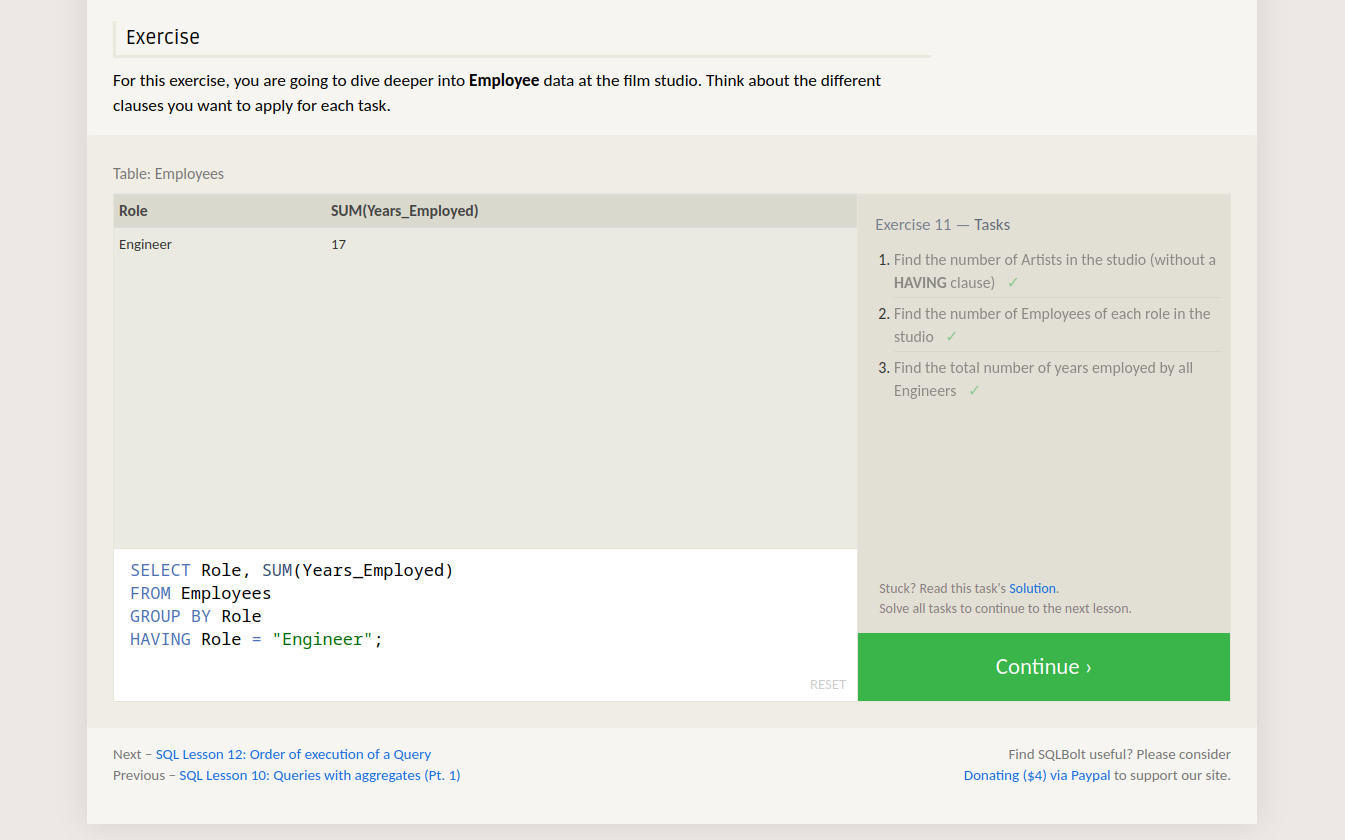 Exercise
For this exercise, you are going to dive deeper into Employee data at the film studio. Think about the different
clauses you want to apply for each task.
Table: Employees
Role SUM(Years_Employed)
Engineer 17
Exercise 11 — Tasks
1. Find the number of Artists in the studio (without a
HAVING clause) ✓
2. Find the number of Employees of each role in the
studio ✓
3. Find the total number of years employed by all
Engineers ✓
SELECT Role, SUM(Years_Employed)
FROM Employees
GROUP BY Role
HAVING Role = "Engineer";
RESET
Stuck? Read this task's Solution.
Solve all tasks to continue to the next lesson.
Continue ›
Next – SQL Lesson 12: Order of execution of a Query
Previous – SQL Lesson 10: Queries with aggregates (Pt. 1)
Find SQLBolt useful? Please consider
Donating ($4) via Paypal to support our site.